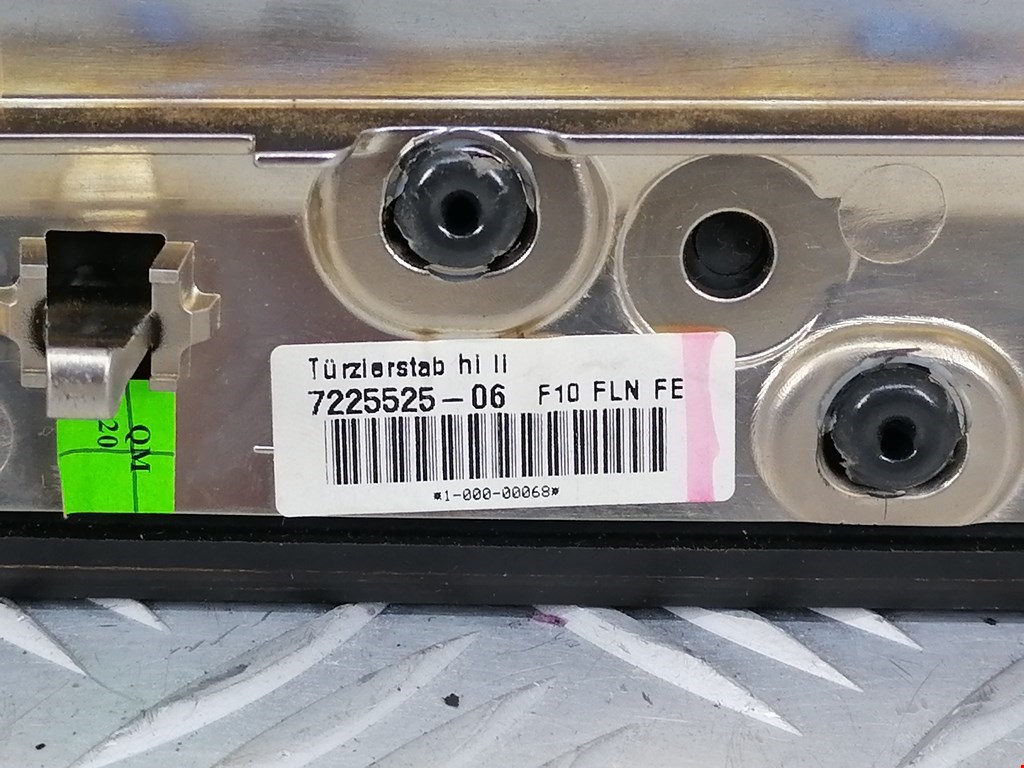 Türzierstab hi li
7225525-06 F10 FLN FE
*1-000-00068*
QM
20